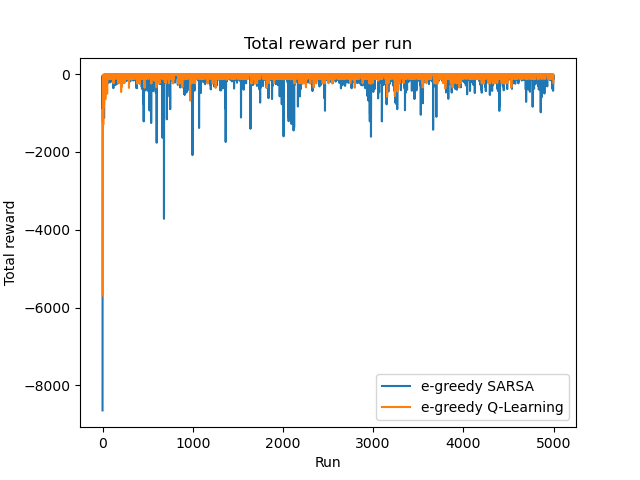 Total reward per run
0
−2000
−4000
−6000
−8000
Total reward
0 1000 2000 3000 4000 5000
Run
e-greedy SARSA
e-greedy Q-Learning